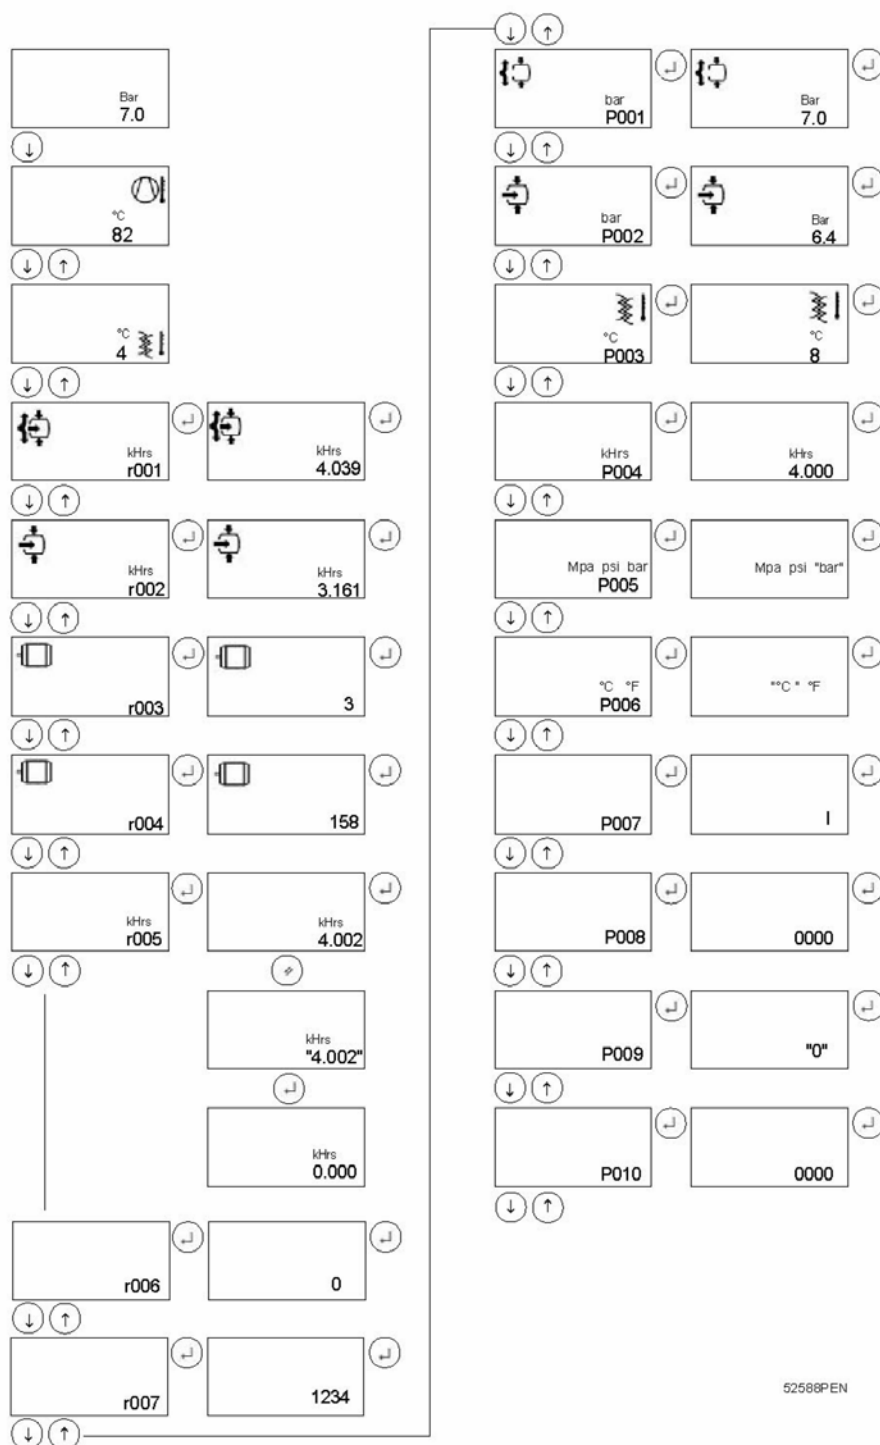 Bar
7.0
°C
82
°C
4
kHrs
r001
kHrs
4.039
kHrs
r002
kHrs
3.161
r003
3
r004
158
kHrs
r005
kHrs
4.002
kHrs
"4.002"
kHrs
0.000
r006
0
r007
1234
bar
P001
Bar
7.0
bar
P002
Bar
6.4
°C
P003
°C
8
kHrs
P004
kHrs
4.000
Mpa psi bar
P005
Mpa psi "bar"
°C °F
P006
"°C " °F
P007
I
P008
0000
P009
"0"
P010
0000
52588PEN